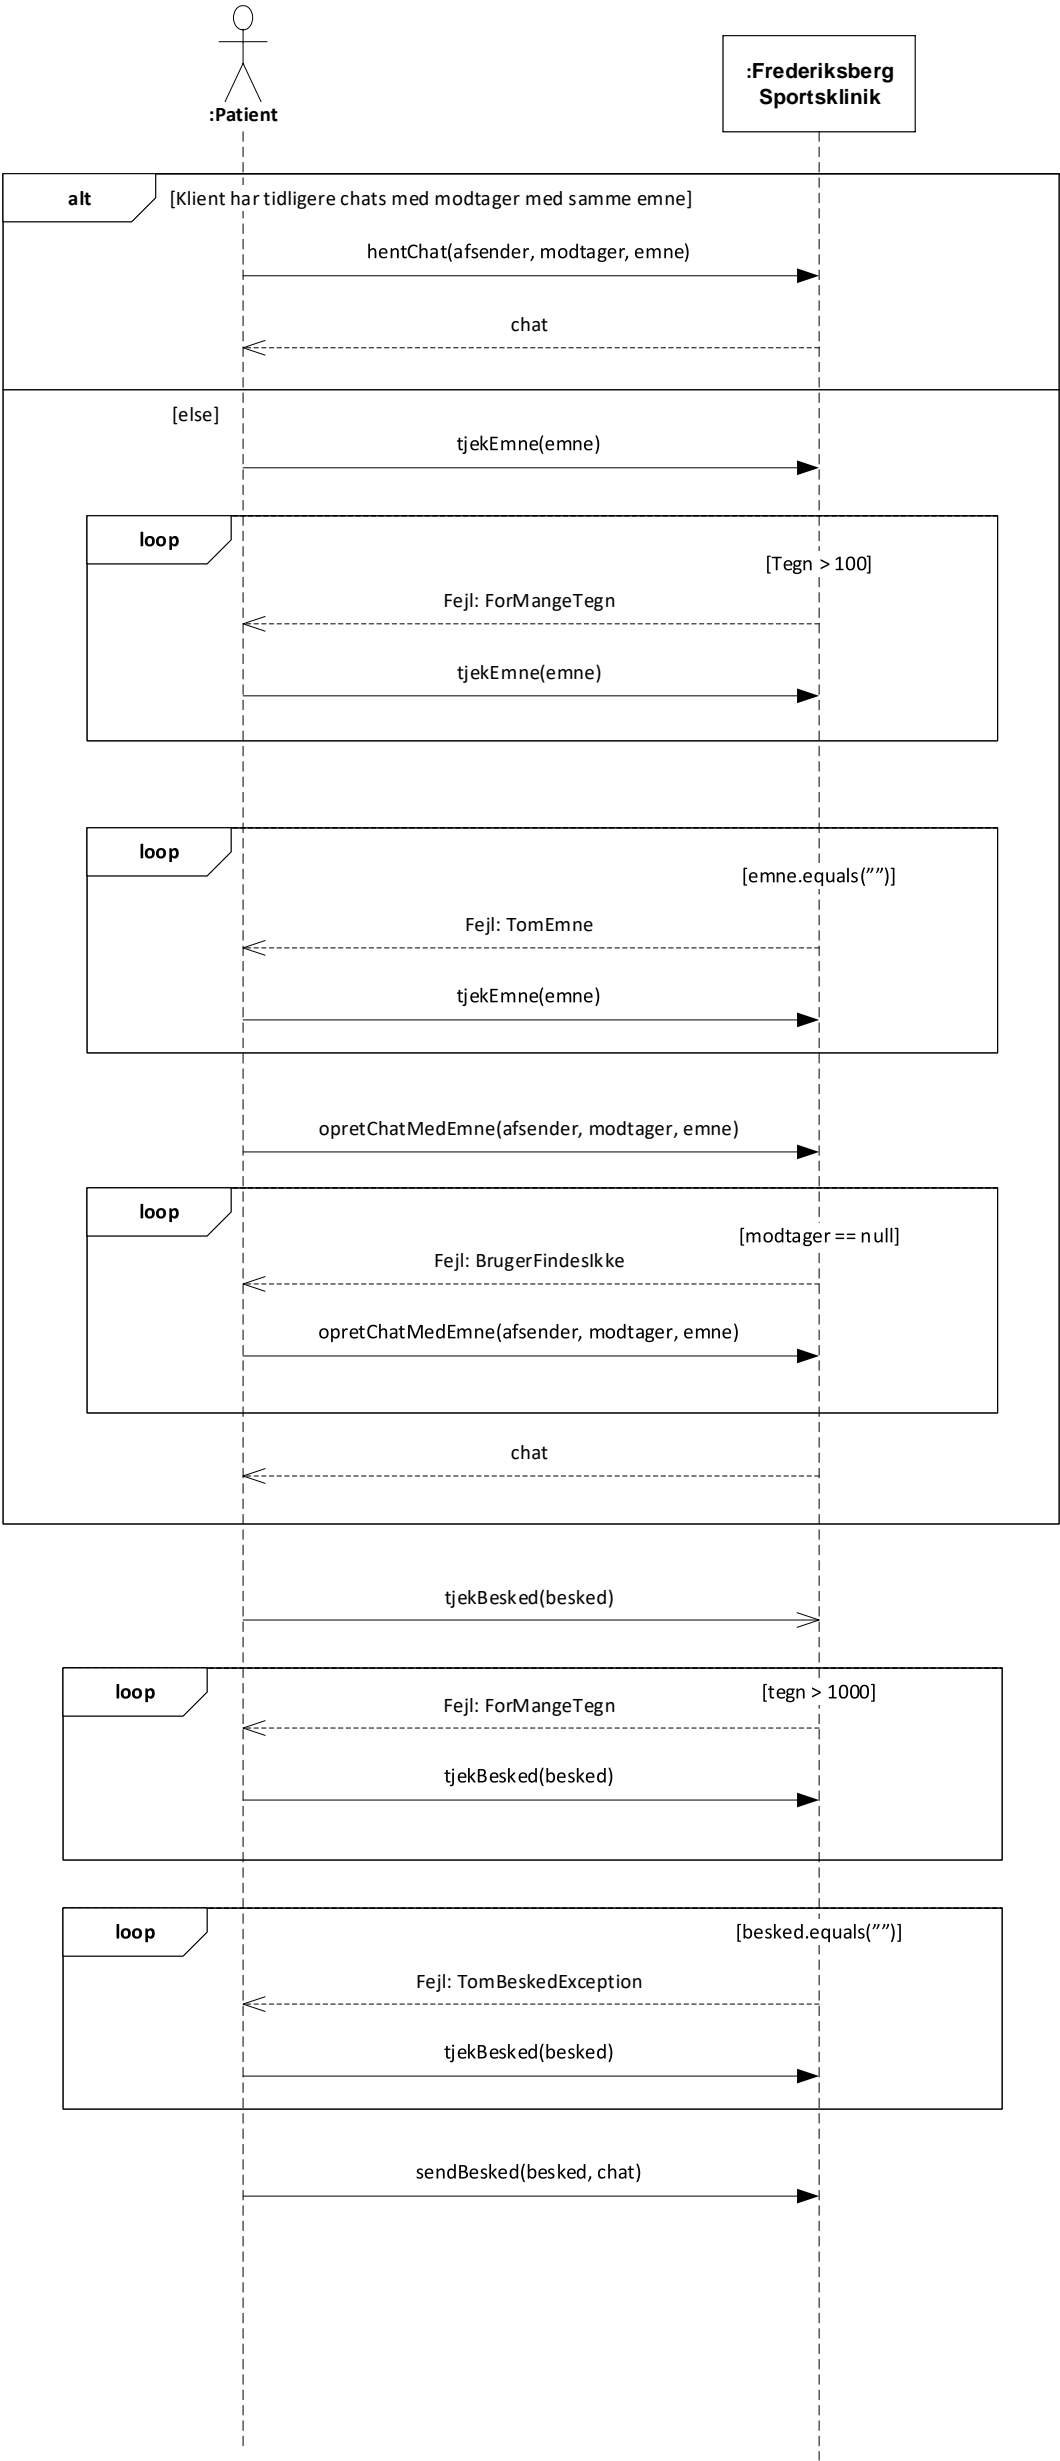 :Patient
:Frederiksberg
Sportsklinik
alt
[Klient har tidligere chats med modtager med samme emne]
hentChat(afsender, modtager, emne)
chat
[else]
tjekEmne(emne)
loop
[Tegn > 100]
Fejl: ForMangeTegn
tjekEmne(emne)
loop
[emne.equals(””)]
Fejl: TomEmne
tjekEmne(emne)
opretChatMedEmne(afsender, modtager, emne)
loop
[modtager == null]
Fejl: BrugerFindesIkke
opretChatMedEmne(afsender, modtager, emne)
chat
tjekBesked(besked)
loop
[tegn > 1000]
Fejl: ForMangeTegn
tjekBesked(besked)
loop
[besked.equals(””)]
Fejl: TomBeskedException
tjekBesked(besked)
sendBesked(besked, chat)